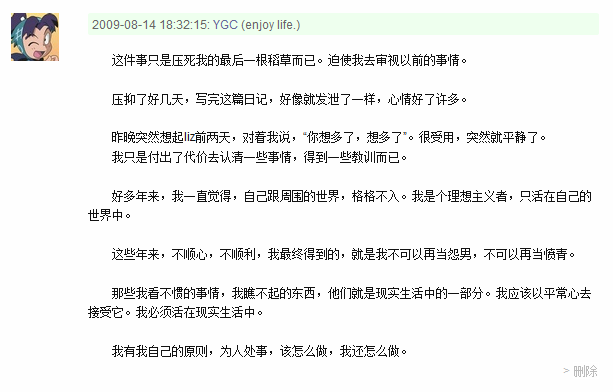 2009-08-14 18:32:15: YGC (enjoy life.)
这件事只是压死我的最后一根稻草而已。迫使我去审视以前的事情。
压抑了好几天，写完这篇日记，好像就发泄了一样，心情好了许多。
昨晚突然想起liz前两天，对着我说，“你想多了，想多了”。很受用，突然就平静了。
我只是付出了代价去认清一些事情，得到一些教训而已。
好多年来，我一直觉得，自己跟周围的世界，格格不入。我是个理想主义者，只活在自己的
世界中。
这些年来，不顺心，不顺利，我最终得到的，就是我不可以再当怨男，不可以再当愤青。
那些我看不惯的事情，我瞧不起的东西，他们就是现实生活中的一部分。我应该以平常心去
接受它。我必须活在现实生活中。
我有我自己的原则，为人处事，该怎么做，我还怎么做。
> 删除